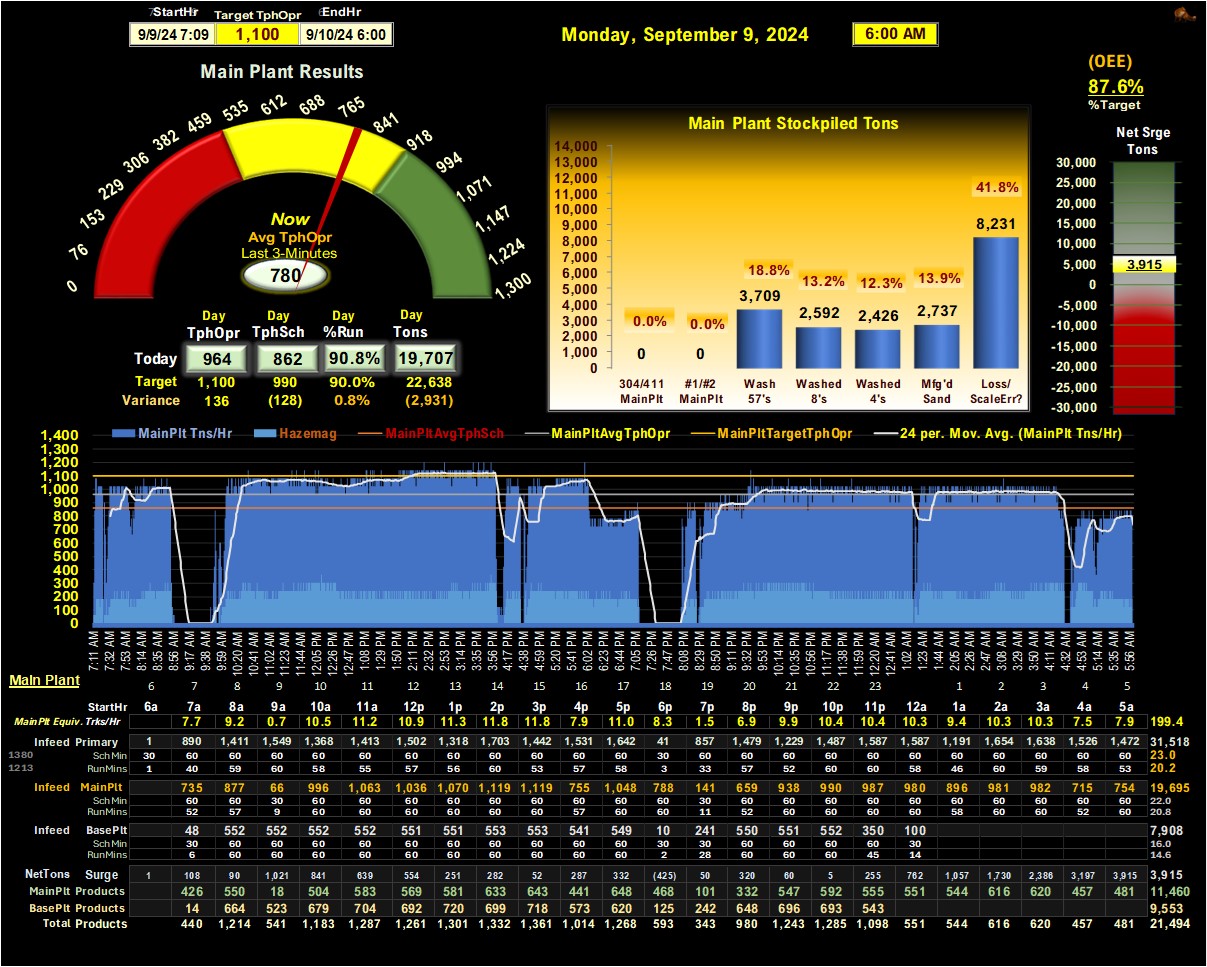 StartHr Target TphOpr EndHr
9/9/24 7:09 1,100 9/10/24 6:00
Monday, September 9, 2024 6:00 AM
(OEE)
87.6%
%Target
Main Plant Results
0 76 153 229 306 382 459 535 612 688 765 841 918 994 1,071 1,147 1,224 1,300
Now
Avg TphOpr
Last 3-Minutes
780
Day Day Day Day
TphOpr TphSch %Run Tons
Today 964 862 90.8% 19,707
Target 1,100 990 90.0% 22,638
Variance 136 (128) 0.8% (2,931)
Main Plant Stockpiled Tons
14,000
13,000
12,000
11,000
10,000
9,000
8,000
7,000
6,000
5,000
4,000
3,000
2,000
1,000
0
0.0% 0.0% 18.8% 13.2% 12.3% 13.9% 41.8%
0 0 3,709 2,592 2,426 2,737 8,231
304/411 #1/#2 Wash Washed Washed Mfg'd Loss/
MainPlt MainPlt 57's 8's 4's Sand ScaleErr?
Net Srge
Tons
30,000
25,000
20,000
15,000
10,000
5,000
0
-5,000
-10,000
-15,000
-20,000
-25,000
-30,000
3,915
MainPlt Tns/Hr Hazemag MainPltAvgTphSch MainPltAvgTphOpr MainPltTargetTphOpr 24 per. Mov. Avg. (MainPlt Tns/Hr)
1,400
1,300
1,200
1,100
1,000
900
800
700
600
500
400
300
200
100
0
7:11 AM 7:32 AM 7:53 AM 8:14 AM 8:35 AM 8:56 AM 9:17 AM 9:38 AM 9:59 AM 10:20 AM 10:41 AM 11:02 AM 11:23 AM 11:44 AM 12:05 PM 12:26 PM 12:47 PM 1:08 PM 1:29 PM 1:50 PM 2:11 PM 2:32 PM 2:53 PM 3:14 PM 3:35 PM 3:56 PM 4:17 PM 4:38 PM 4:59 PM 5:20 PM 5:41 PM 6:02 PM 6:23 PM 6:44 PM 7:05 PM 7:26 PM 8:08 PM 8:29 PM 8:50 PM 9:11 PM 9:32 PM 9:53 PM 10:14 PM 10:35 PM 10:56 PM 11:17 PM 11:38 PM 11:59 PM 12:20 AM 12:41 AM 1:02 AM 1:23 AM 1:44 AM 2:05 AM 2:26 AM 2:47 AM 3:08 AM 3:29 AM 3:50 AM 4:11 AM 4:32 AM 4:53 AM 5:14 AM 5:35 AM 5:56 AM
Main Plant 6 7 8 9 10 11 12 13 14 15 16 17 18 19 20 21 22 23 1 2 3 4 5
StartHr 6a 7a 8a 9a 10a 11a 12p 1p 2p 3p 4p 5p 6p 7p 8p 9p 10p 11p 12a 1a 2a 3a 4a 5a
MainPlt Equiv. Trks/Hr 7.7 9.2 0.7 10.5 11.2 10.9 11.3 11.8 11.8 7.9 11.0 8.3 1.5 6.9 9.9 10.4 10.4 10.3 9.4 10.3 10.3 7.5 7.9 199.4
Infeed Primary 1 890 1,411 1,549 1,368 1,413 1,502 1,318 1,703 1,442 1,531 1,642 41 857 1,479 1,229 1,487 1,587 1,587 1,191 1,654 1,638 1,526 1,472 31,518
1380 SchMin 30 60 60 60 60 60 60 60 60 60 60 60 30 60 60 60 60 60 60 60 60 60 60 60 23.0
1213 RunMins 1 40 59 60 58 55 57 56 60 53 57 58 3 33 57 52 60 60 58 46 60 59 58 53 20.2
Infeed MainPlt 735 877 66 996 1,063 1,036 1,070 1,119 1,119 755 1,048 788 141 659 938 990 987 980 896 981 982 715 754 19,695
SchMin 60 60 30 60 60 60 60 60 60 60 60 30 60 60 60 60 60 60 60 60 60 60 22.0
RunMins 52 57 9 60 60 60 60 60 60 57 60 11 52 60 60 60 60 58 60 60 52 60 20.8
Infeed BasePlt 48 552 552 552 552 551 551 553 553 541 549 10 241 550 551 552 350 100 7,908
SchMin 30 60 60 60 60 60 60 60 60 60 60 30 30 60 60 60 60 30 16.0
RunMins 6 60 60 60 60 60 60 60 60 60 60 2 28 60 60 60 45 14 14.6
NetTons Surge 1 108 90 1,021 841 639 554 251 282 52 287 332 (425) 50 320 60 5 255 762 1,057 1,730 2,386 3,197 3,915 3,915
MainPlt Products 426 550 18 504 583 569 581 633 643 441 648 468 101 332 547 592 555 551 544 616 620 457 481 11,460
BasePlt Products 14 664 523 679 704 692 720 699 718 573 620 125 242 648 696 693 543 9,553
Total Products 440 1,214 541 1,183 1,287 1,261 1,301 1,332 1,361 1,014 1,268 593 343 980 1,243 1,285 1,098 551 544 616 620 457 481 21,494